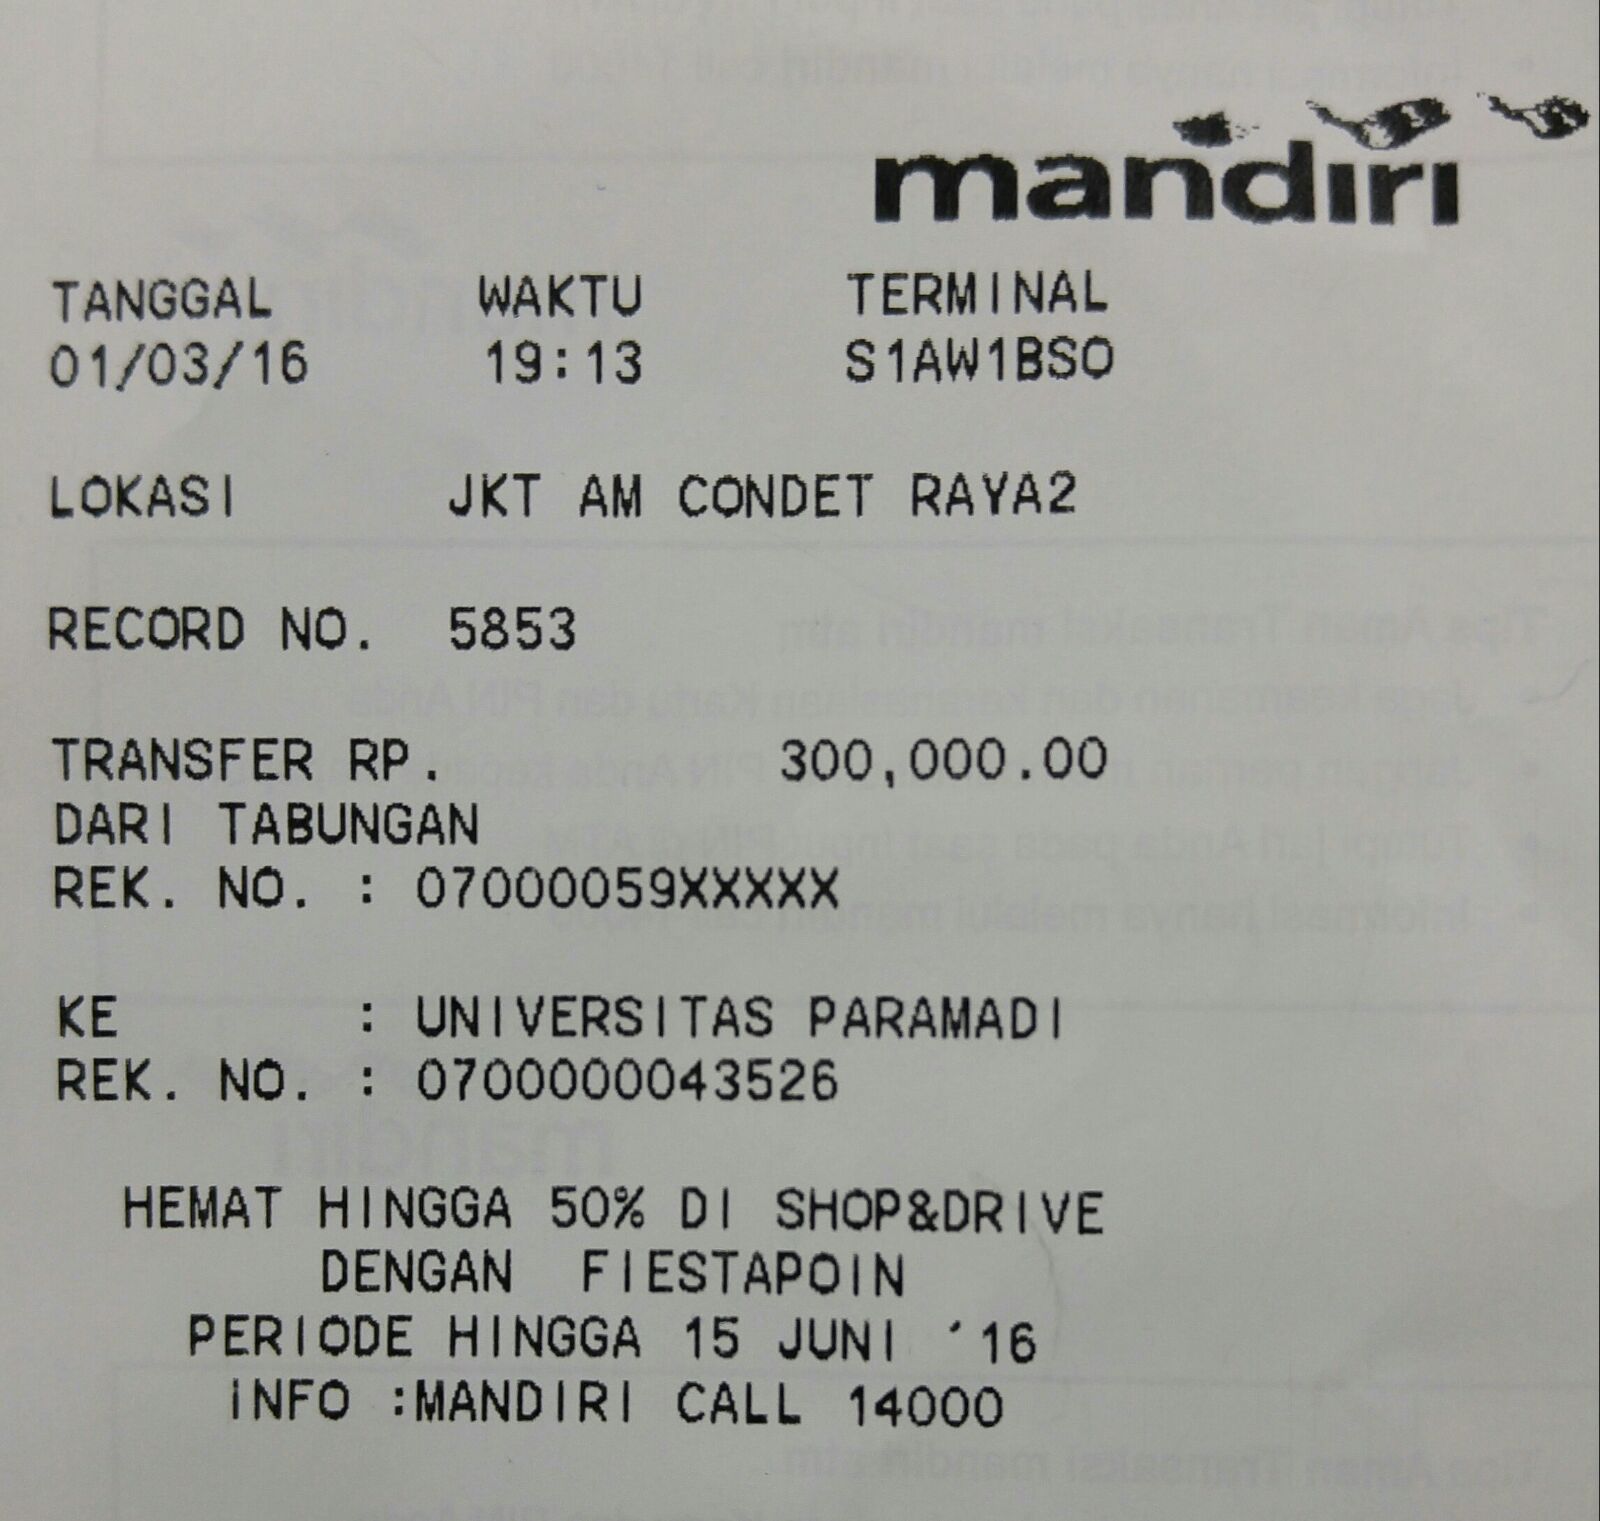 mandiri
TANGGAL WAKTU TERMINAL
01/03/16 19:13 S1AW1BSO
LOKASI JKT AM CONDET RAYA2
RECORD NO. 5853
TRANSFER RP. 300,000.00
DARI TABUNGAN
REK. NO. : 07000059XXXXX
KE : UNIVERSITAS PARAMADI
REK. NO. : 0700000043526
HEMAT HINGGA 50% DI SHOP&DRIVE
DENGAN FIESTAPOIN
PERIODE HINGGA 15 JUNI '16
INFO :MANDIRI CALL 14000